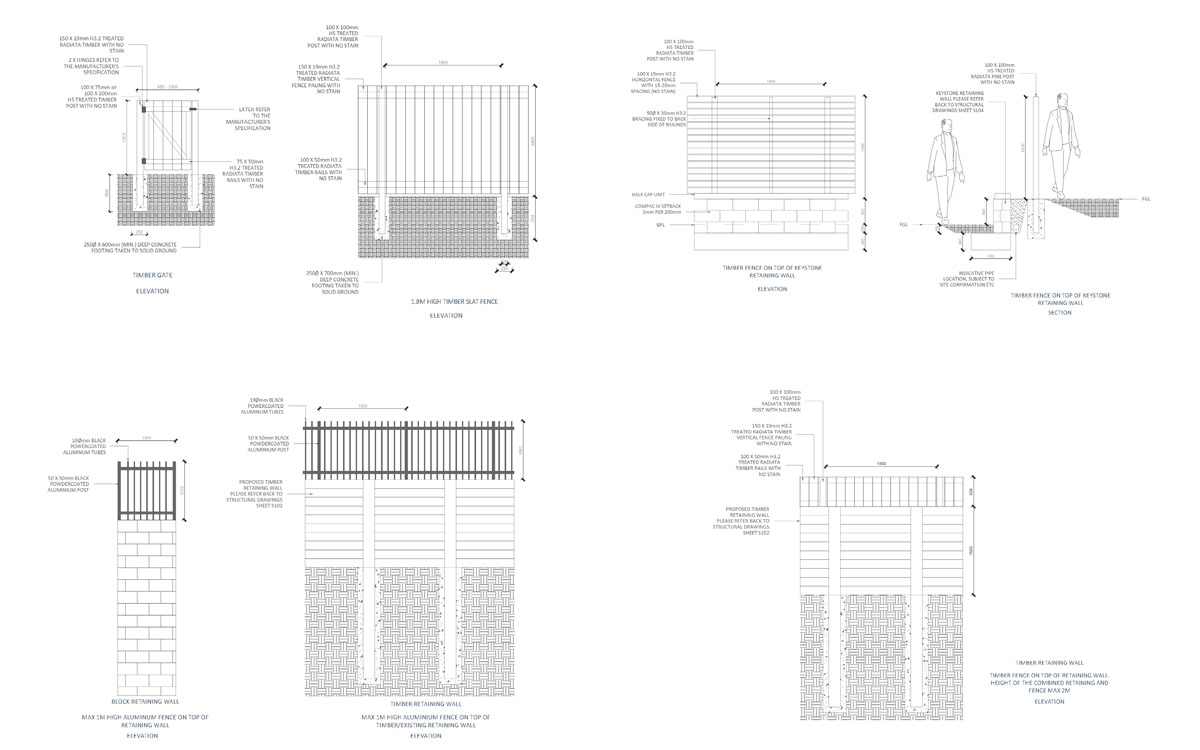 150 X 19mm H3.2 TREATED
RADIATA TIMBER WITH NO
STAIN
2 X HINGES REFER TO
THE MANUFACTURER'S
SPECIFICATION
100 X 75mm or
100 X 100mm
H5 TREATED TIMBER
POST WITH NO STAIN
LATCH REFER
TO THE
MANUFACTURER'S
SPECIFICATION
75 X 50mm
H3.2 TREATED
RADIATA TIMBER
RAILS WITH NO
STAIN
250Ø X 600mm (MIN.) DEEP CONCRETE
FOOTING TAKEN TO SOLID GROUND
TIMBER GATE
ELEVATION
100 X 100mm
H5 TREATED
RADIATA TIMBER
POST WITH NO STAIN
150 X 19mm H3.2
TREATED RADIATA
TIMBER VERTICAL
FENCE PALING WITH
NO STAIN
1800
100 X 50mm H3.2
TREATED RADIATA
TIMBER RAILS WITH
NO STAIN
250Ø X 700mm (MIN.)
DEEP CONCRETE
FOOTING TAKEN TO
SOLID GROUND
1.8M HIGH TIMBER SLAT FENCE
ELEVATION
100 X 100mm
H5 TREATED
RADIATA TIMBER
POST WITH NO STAIN
HORIZONTAL FENCE
WITH 15-20mm
SPACING (NO STAIN)
BRACING FIXED TO BACK
SIDE OF RAILINGS
HALF CAP UNIT
COMPAC IV SETBACK
GFL
TIMBER FENCE ON TOP OF KEYSTONE
RETAINING WALL
ELEVATION
100 X 100mm
H5 TREATED
RADIATA PINE POST
WITH NO STAIN
KEYSTONE RETAINING
WALL PLEASE REFER
BACK TO STRUCTURAL
DRAWINGS SHEET S104
FGL
FGL
INDICATIVE PIPE
LOCATION, SUBJECT TO
SITE CONFIRMATION ETC
TIMBER FENCE ON TOP OF KEYSTONE
RETAINING WALL
SECTION
19Ømm BLACK
POWERCOATED
ALUMINUM TUBES
50 X 50mm BLACK
POWDERCOATED
ALUMINIUM POST
BLOCK RETAINING WALL
MAX 1M HIGH ALUMINIUM FENCE ON TOP OF
RETAINING WALL
ELEVATION
19Ømm BLACK
POWERCOATED
ALUMINUM TUBES
50 X 50mm BLACK
POWDERCOATED
ALUMINIUM POST
PROPOSED TIMBER
RETAINING WALL
PLEASE REFER BACK TO
STRUCTURAL DRAWINGS
SHEET S102
TIMBER RETAINING WALL
MAX 1M HIGH ALUMINIUM FENCE ON TOP OF
TIMBER/EXISTING RETAINING WALL
ELEVATION
100 X 100mm
H5 TREATED
RADIATA TIMBER
POST WITH NO STAIN
150 X 19mm H3.2
TREATED RADIATA TIMBER
VERTICAL FENCE PALING
WITH NO STAIN
100 X 50mm H3.2
TREATED RADIATA
TIMBER RAILS WITH
NO STAIN
1900
PROPOSED TIMBER
RETAINING WALL
PLEASE REFER BACK TO
STRUCTURAL DRAWINGS
SHEET S102
TIMBER RETAINING WALL
TIMBER FENCE ON TOP OF RETAINING WALL.
HEIGHT OF THE COMBINED RETAINING AND
FENCE MAX 2M
ELEVATION